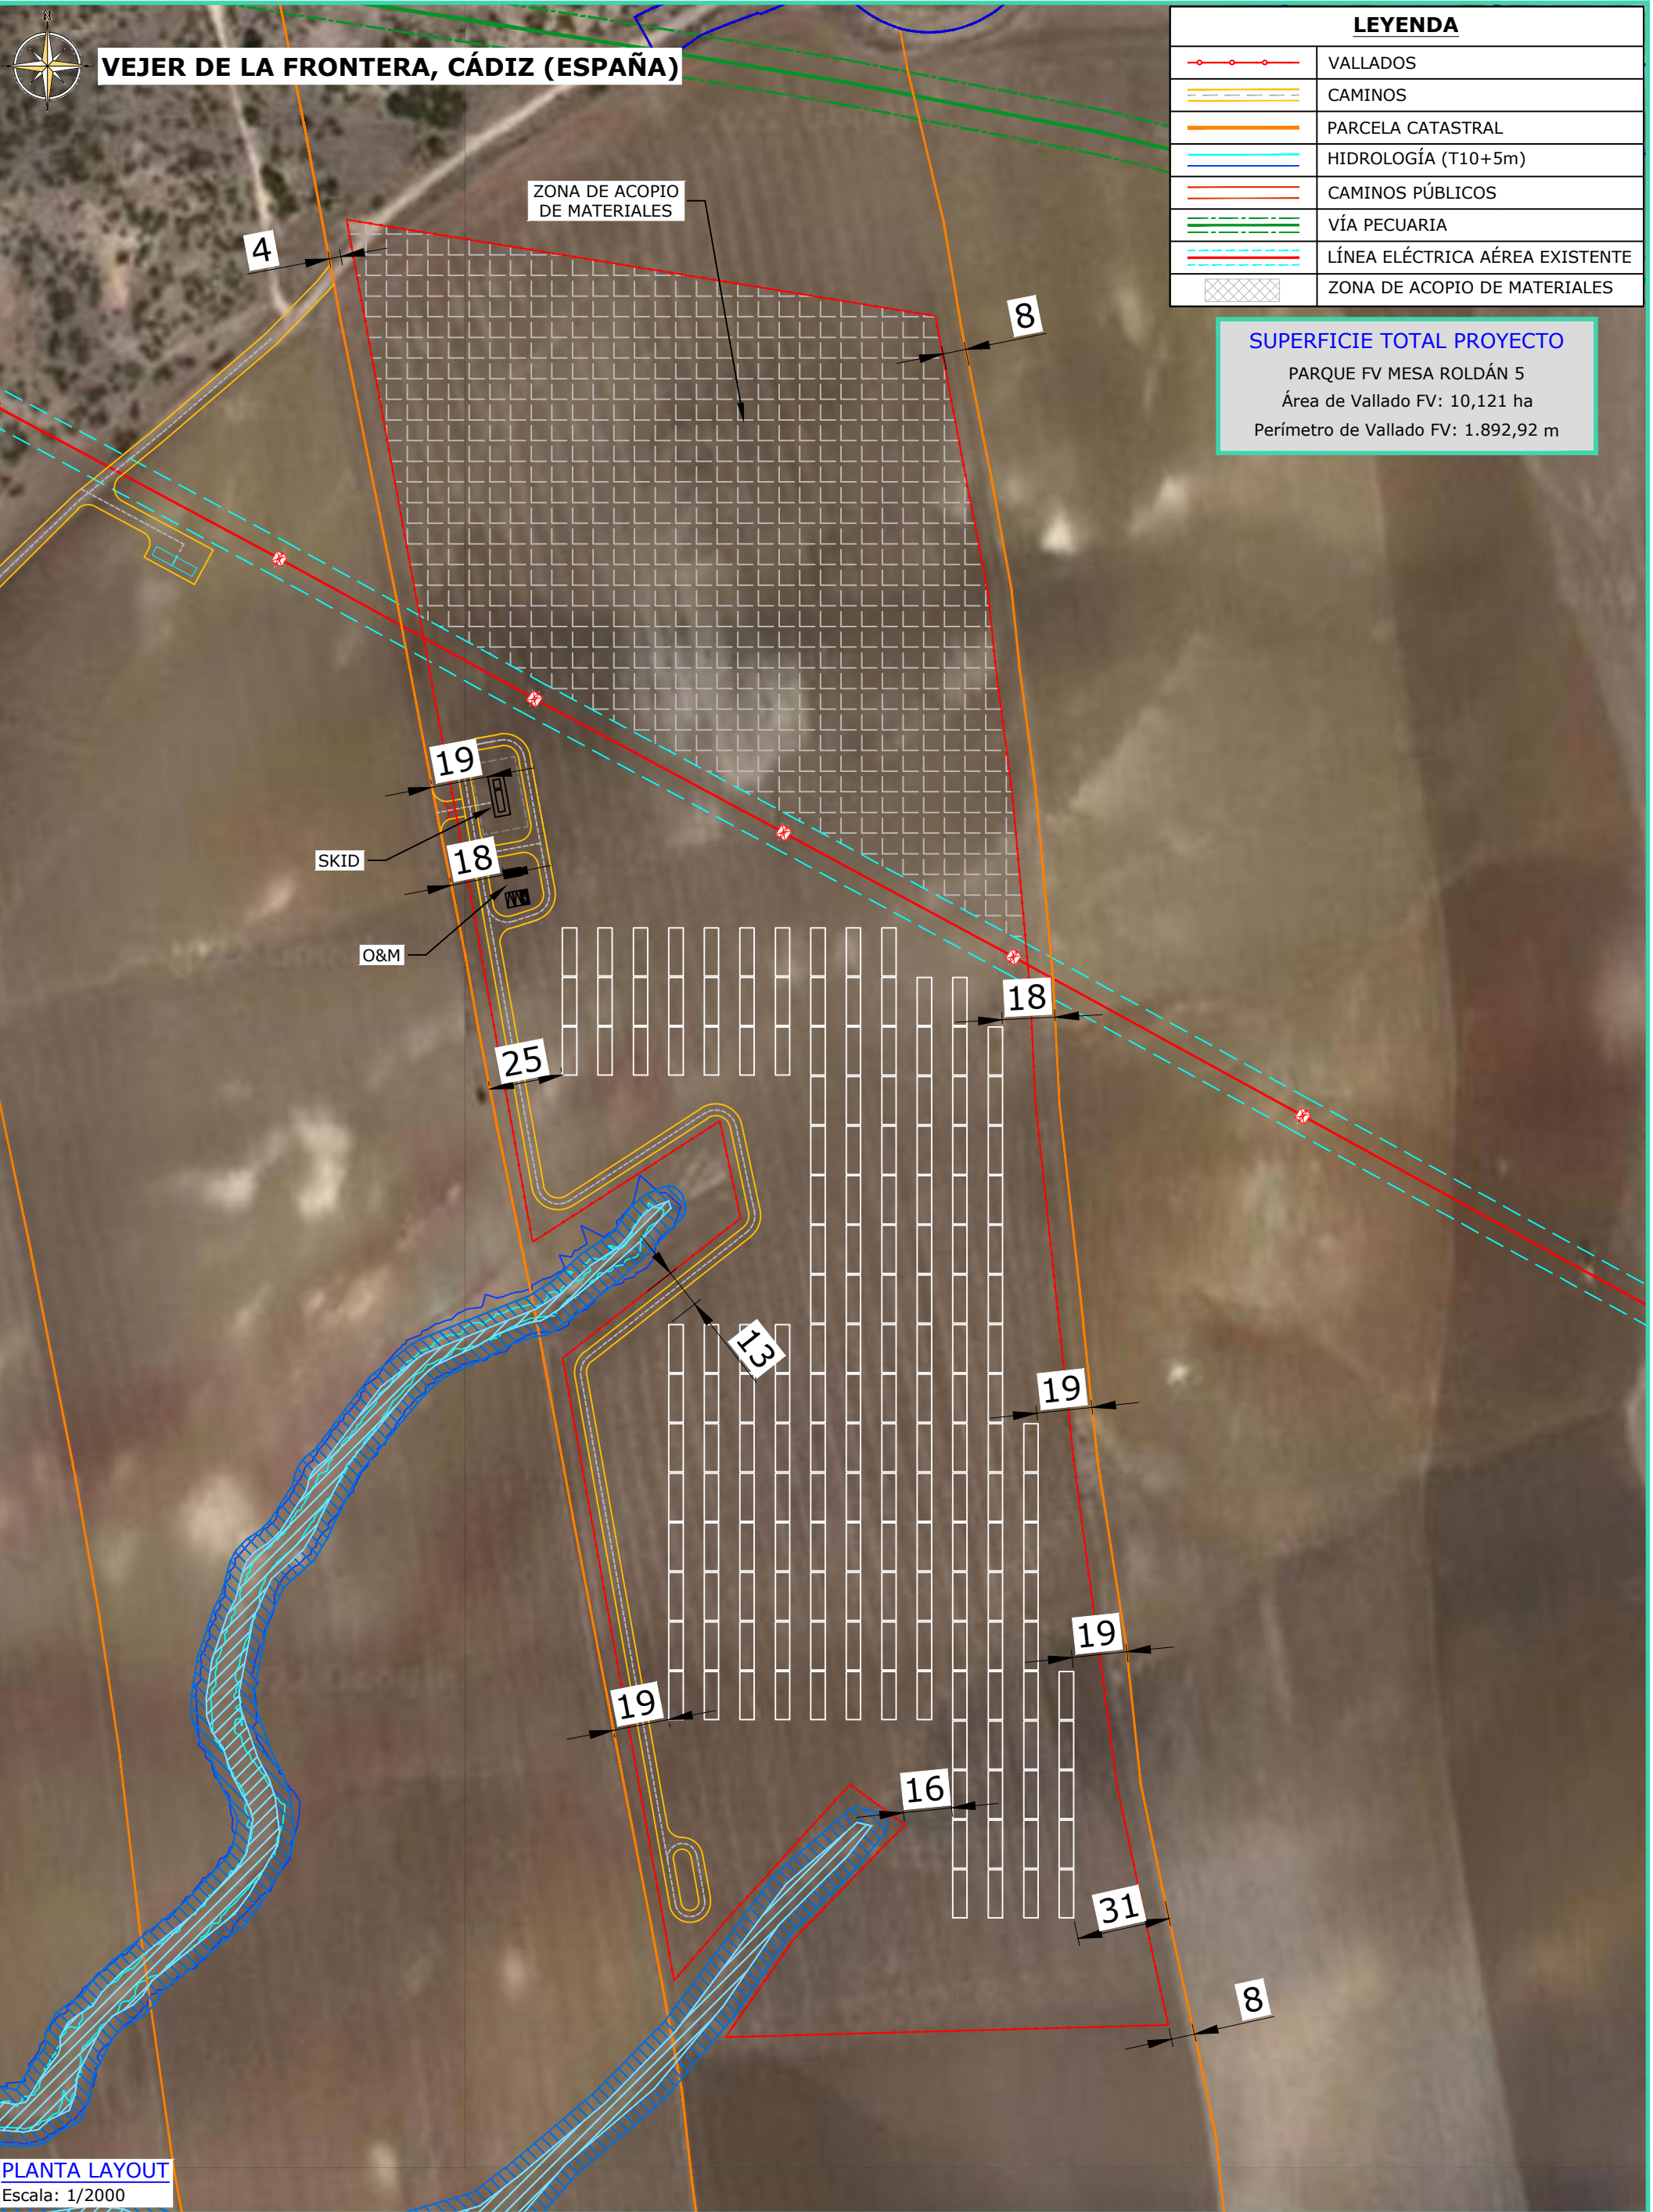 N
VEJER DE LA FRONTERA, CÁDIZ (ESPAÑA)
LEYENDA
VALLADOS
CAMINOS
PARCELA CATASTRAL
HIDROLOGÍA (T10+5m)
CAMINOS PÚBLICOS
VÍA PECUARIA
LÍNEA ELÉCTRICA AÉREA EXISTENTE
ZONA DE ACOPIO DE MATERIALES
SUPERFICIE TOTAL PROYECTO
PARQUE FV MESA ROLDÁN 5
Área de Vallado FV: 10,121 ha
Perímetro de Vallado FV: 1.892,92 m
ZONA DE ACOPIO
DE MATERIALES
4
8
19
SKID
18
O&M
18
25
13
19
19
19
16
31
8
PLANTA LAYOUT
Escala: 1/2000